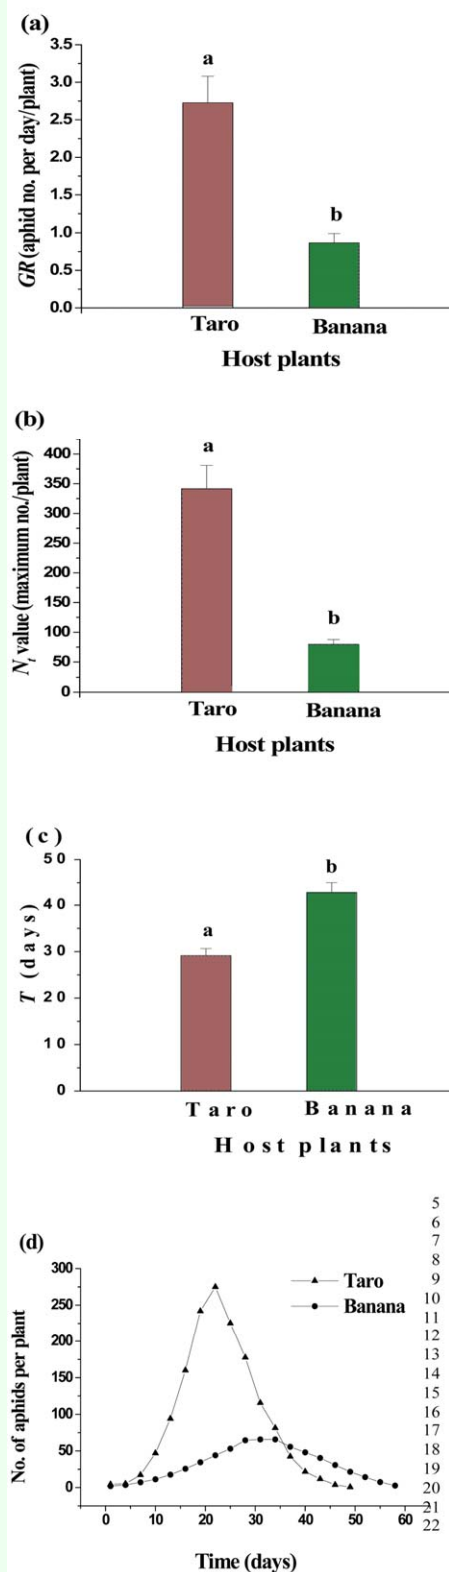 (a)
GR (aphid no. per day/plant)
3.5
3.0
2.5
2.0
1.5
1.0
0.5
0.0
a
b
Taro Banana
Host plants
(b)
N_t value (maximum no./plant)
400
350
300
250
200
150
100
50
0
a
b
Taro Banana
Host plants
(c)
T (days)
50
40
30
20
10
0
a
b
Taro Banana
Host plants
(d)
No. of aphids per plant
300
250
150
100
50
0
Taro
Banana
0 10 20 30 40 50 60
Time (days)
5
6
7
8
9
10
11
12
13
14
15
16
17
18
19
20
21
22